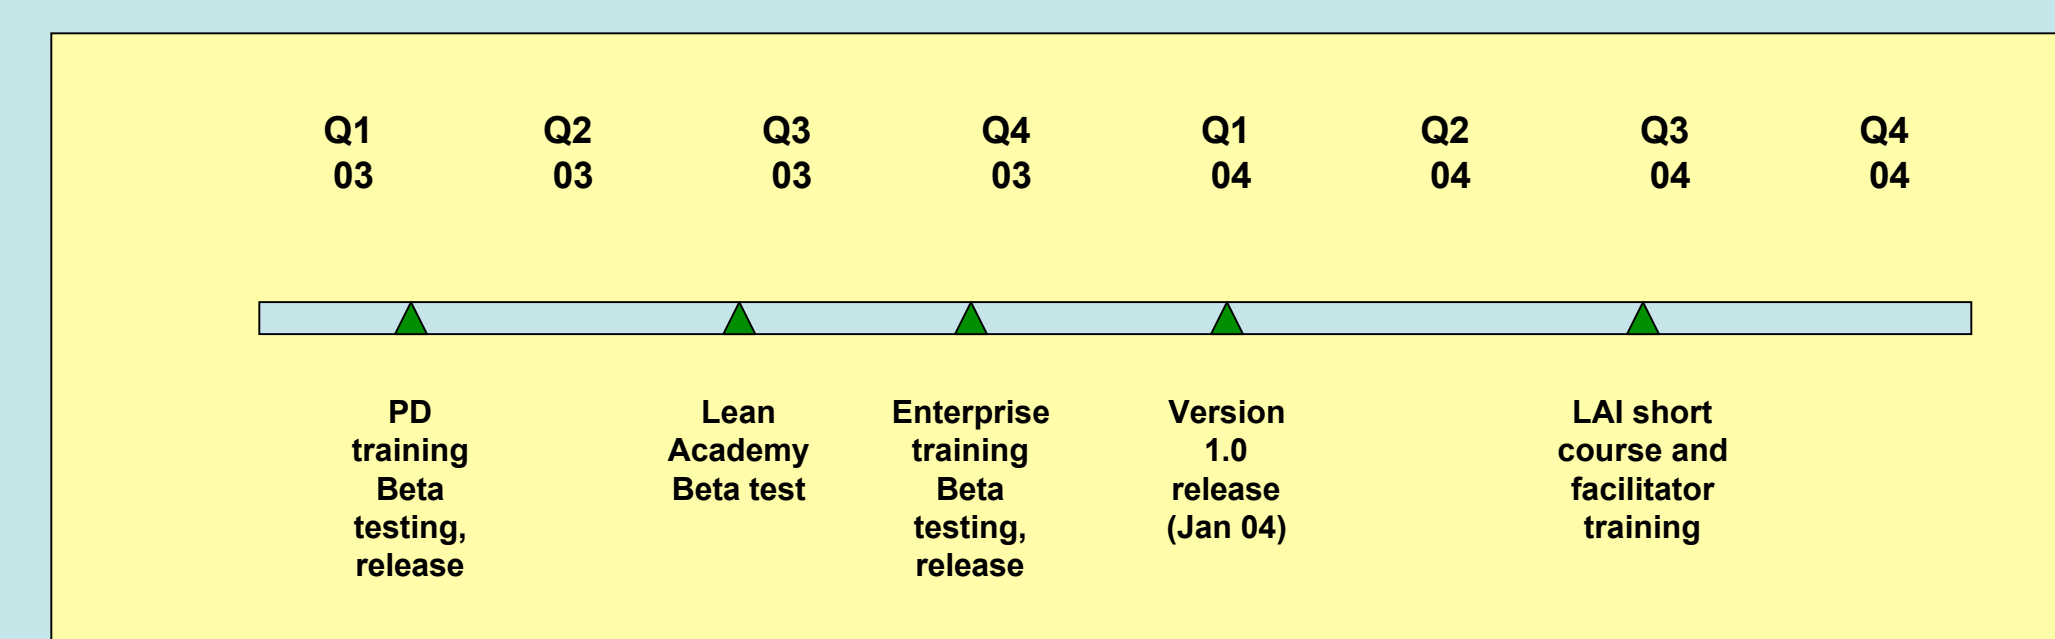 Q1 Q2 Q3 Q4 Q1 Q2 Q3 Q4
03 03 03 03 04 04 04 04
PD
training
Beta
testing,
release
Lean
Academy
Beta test
Enterprise
training
Beta
testing,
release
Version
1.0
release
(Jan 04)
LAI short
course and
facilitator
training